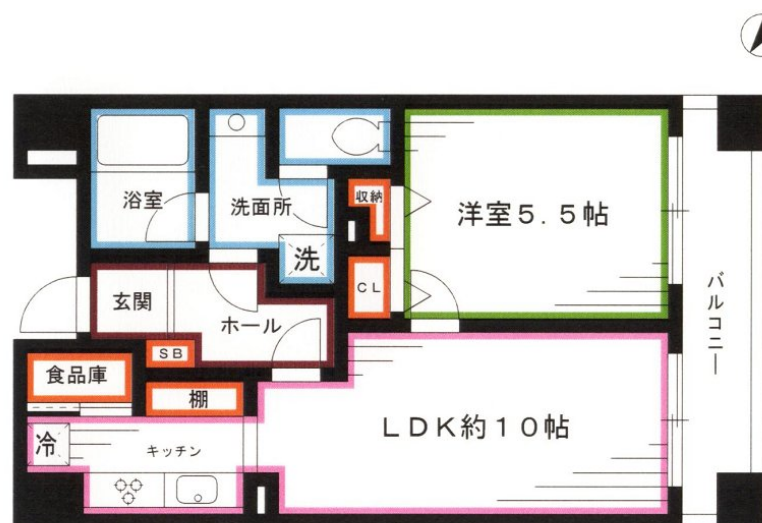 浴室
洗面所
収納
洋室5.5帖
洗
CL
バルコニー
玄関
ホール
SB
食品庫
棚
LDK約10帖
冷
キッチン